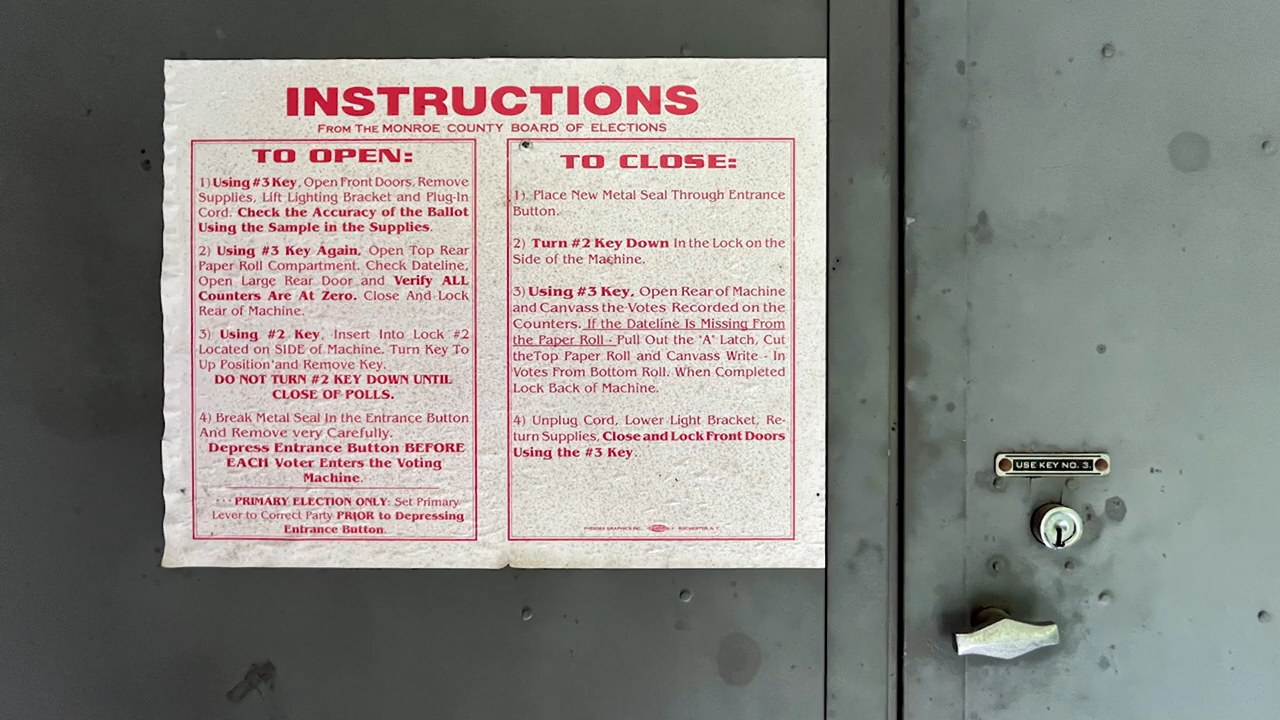 INSTRUCTIONS
FROM THE MONROE COUNTY BOARD OF ELECTIONS
TO OPEN:
1) Using #3 Key, Open Front Doors, Remove
Supplies, Lift Lighting Bracket and Plug-In
Cord. Check the Accuracy of the Ballot
Using the Sample in the Supplies.
2) Using #3 Key Again, Open Top Rear
Paper Roll Compartment. Check Dateline,
Open Large Rear Door and Verify ALL
Counters Are At Zero. Close And Lock
Rear of Machine.
3) Using #2 Key, Insert Into Lock #2
Located on SIDE of Machine. Turn Key To
Up Position and Remove Key.
DO NOT TURN #2 KEY DOWN UNTIL
CLOSE OF POLLS.
4) Break Metal Seal In the Entrance Button
And Remove very Carefully.
Depress Entrance Button BEFORE
EACH Voter Enters the Voting
Machine.
··· PRIMARY ELECTION ONLY: Set Primary
Lever to Correct Party PRIOR to Depressing
Entrance Button.
TO CLOSE:
1) Place New Metal Seal Through Entrance
Button.
2) Turn #2 Key Down In the Lock on the
Side of the Machine.
3) Using #3 Key, Open Rear of Machine
and Canvass the Votes Recorded on the
Counters. If the Dateline Is Missing From
the Paper Roll - Pull Out the "A" Latch, Cut
theTop Paper Roll and Canvass Write - In
Votes From Bottom Roll. When Completed
Lock Back of Machine.
4) Unplug Cord, Lower Light Bracket, Re-
turn Supplies, Close and Lock Front Doors
Using the #3 Key.
PHOENIX GRAPHICS INC. ROCHESTER, N.Y.
USE KEY NO. 3.